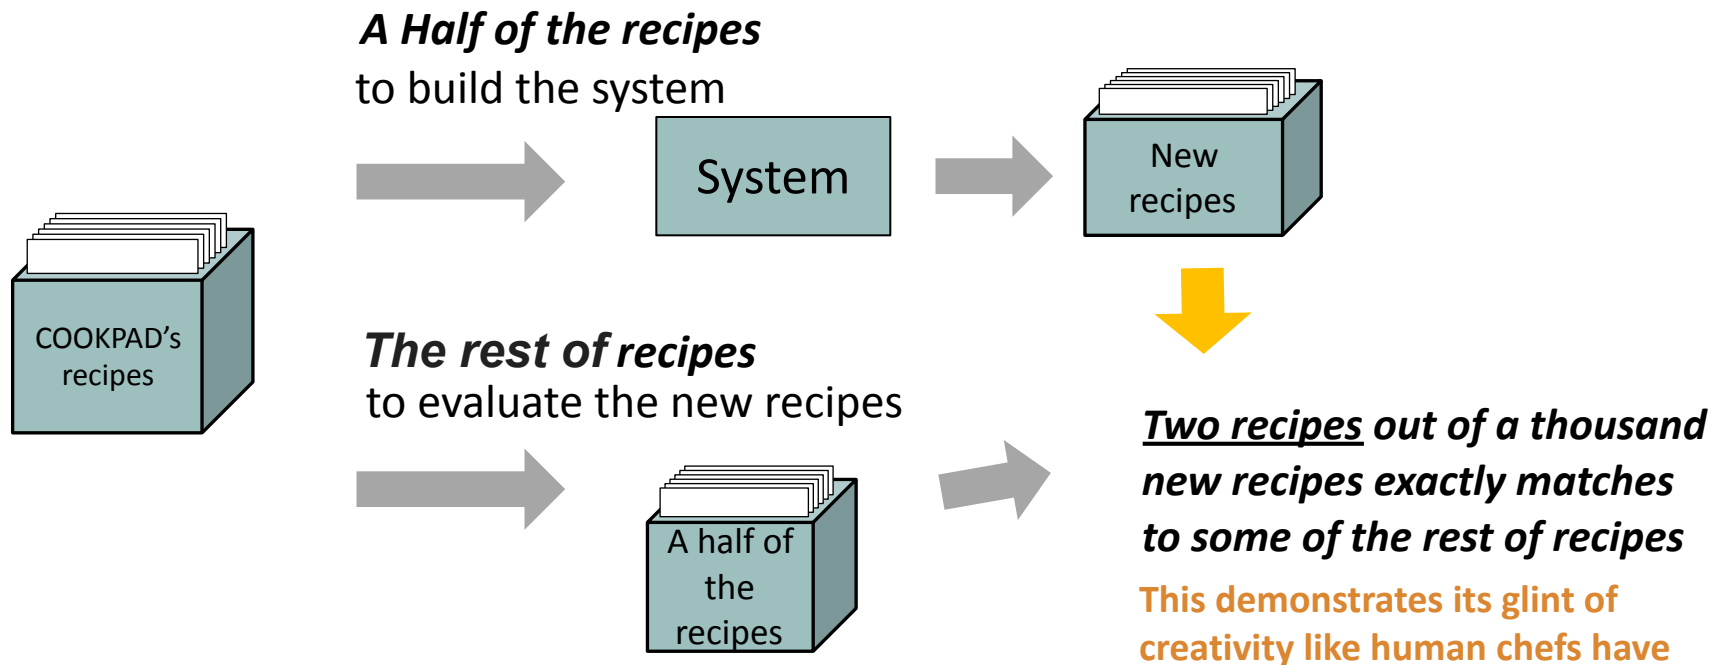 A Half of the recipes
to build the system
System
New
recipes
COOKPAD's
recipes
The rest of recipes
to evaluate the new recipes
A half of
the
recipes
Two recipes out of a thousand
new recipes exactly matches
to some of the rest of recipes
This demonstrates its glint of
creativity like human chefs have